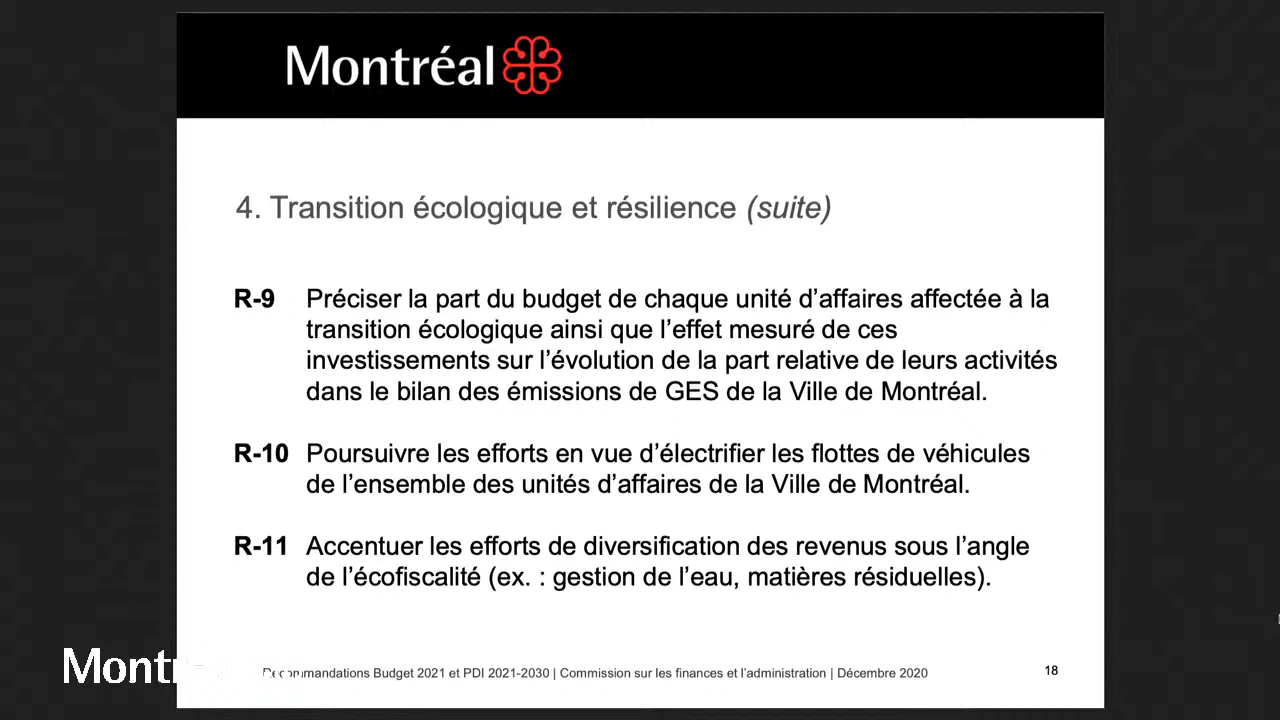 Montréal
4. Transition écologique et résilience (suite)
R-9 Préciser la part du budget de chaque unité d'affaires affectée à la
transition écologique ainsi que l'effet mesuré de ces
investissements sur l'évolution de la part relative de leurs activités
dans le bilan des émissions de GES de la Ville de Montréal.
R-10 Poursuivre les efforts en vue d'électrifier les flottes de véhicules
de l'ensemble des unités d'affaires de la Ville de Montréal.
R-11 Accentuer les efforts de diversification des revenus sous l'angle
de l'écofiscalité (ex. : gestion de l'eau, matières résiduelles).
Montréal
Recommandations Budget 2021 et PDI 2021-2030 | Commission sur les finances et l'administration | Décembre 2020
18